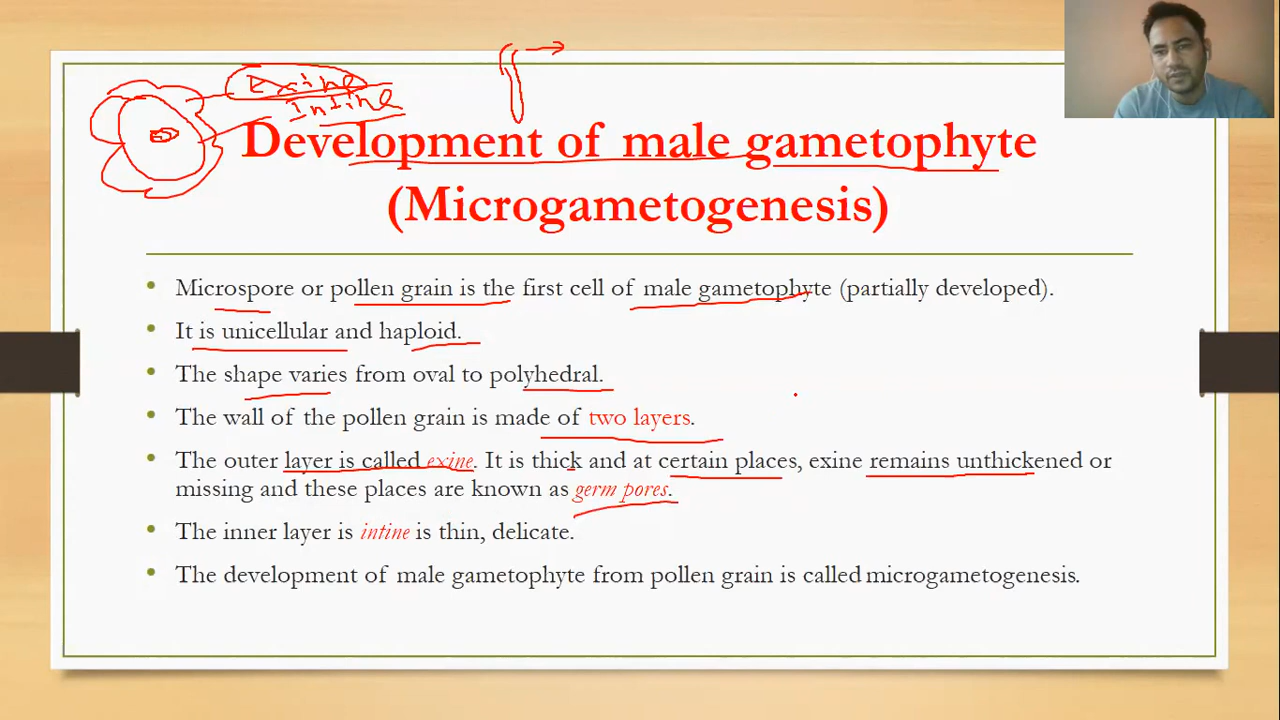 Exine
Intine
Development of male gametophyte
(Microgametogenesis)
• Microspore or pollen grain is the first cell of male gametophyte (partially developed).
• It is unicellular and haploid.
• The shape varies from oval to polyhedral.
• The wall of the pollen grain is made of two layers.
• The outer layer is called exine. It is thick and at certain places, exine remains unthickened or
missing and these places are known as germ pores.
• The inner layer is intine is thin, delicate.
• The development of male gametophyte from pollen grain is called microgametogenesis.